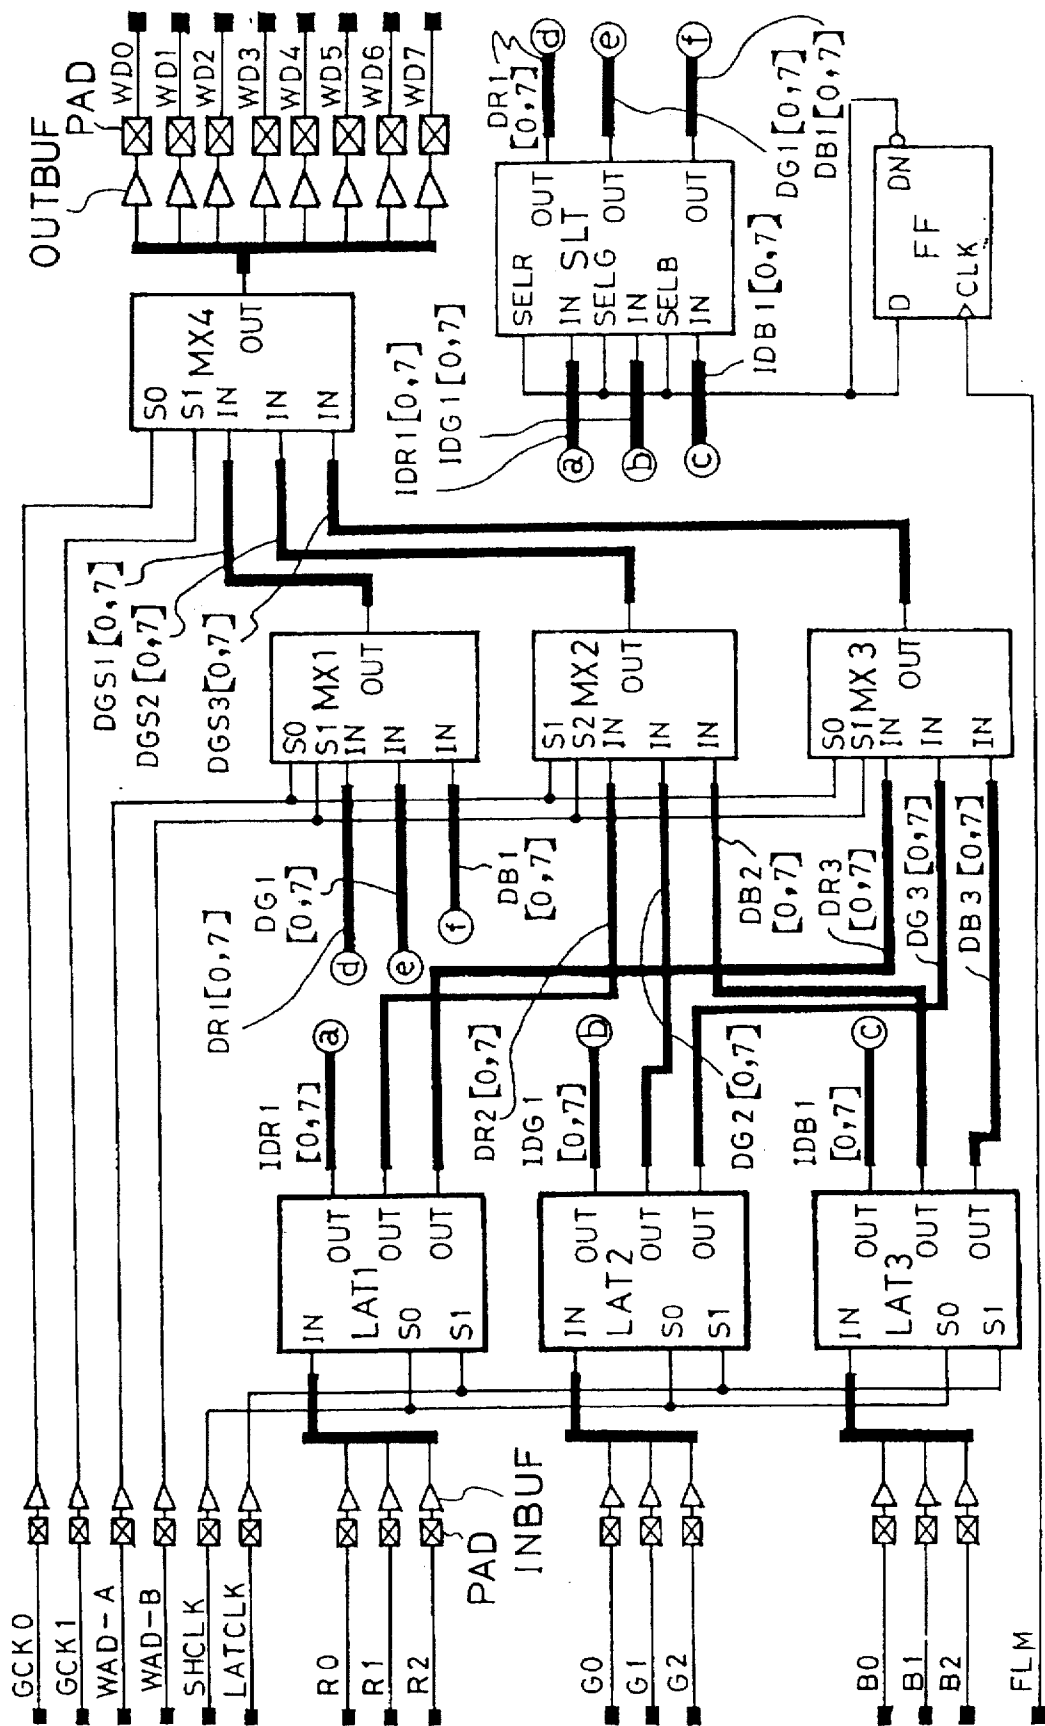 GCK0
GCK1
WAD-A
WAD-B
SHCLK
LATCLK
R0
R1
R2
G0
G1
G2
B0
B1
B2
FLM
PAD
INBUF
IN
LAT1
S0
S1
OUT
OUT
OUT
IN
LAT2
S0
S1
OUT
OUT
OUT
IN
LAT3
S0
S1
OUT
OUT
OUT
IDR1
[0,7]
a
IDG1
[0,7]
b
IDB1
[0,7]
c
DR1[0,7]
DG1
[0,7]
DB1
[0,7]
d
e
f
DR2[0,7]
DG2[0,7]
DB2
[0,7]
DR3
[0,7]
DG3[0,7]
DB3[0,7]
S0
S1
IN
IN
IN
MX1
OUT
S1
S2
IN
IN
IN
MX2
OUT
S0
S1
IN
IN
IN
MX3
OUT
DGS1[0,7]
DGS2[0,7]
DGS3[0,7]
S0
S1
IN
IN
IN
MX4
OUT
OUTBUF
PAD
WD0
WD1
WD2
WD3
WD4
WD5
WD6
WD7
IDR1[0,7]
IDG1[0,7]
IDB1[0,7]
a
b
c
SELR
IN
SELG
IN
SELB
IN
SLT
OUT
OUT
OUT
DR1
[0,7]
d
e
f
DG1[0,7]
DB1[0,7]
D
CLK
FF
DN